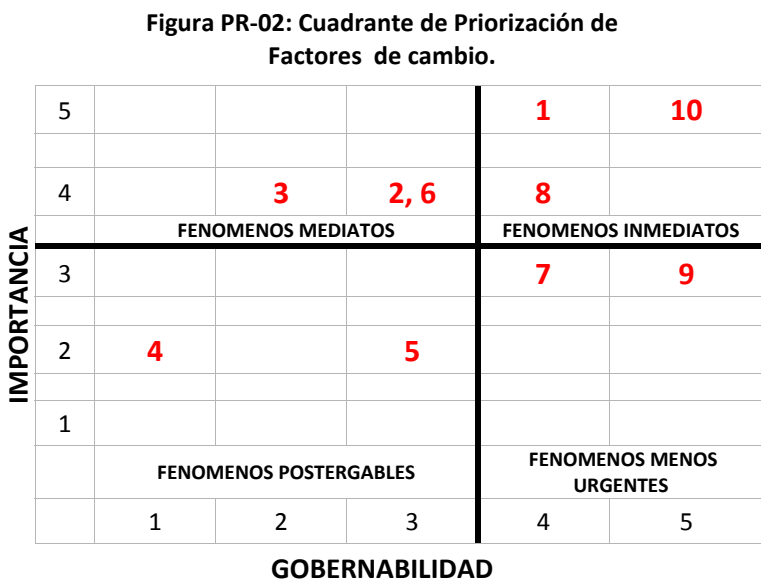 Figura PR-02: Cuadrante de Priorización de
Factores de cambio.
5 1 10
4 3 2, 6 8
FENOMENOS MEDIATOS FENOMENOS INMEDIATOS
IMPORTANCIA
3 7 9
2 4 5
1
FENOMENOS POSTERGABLES FENOMENOS MENOS
URGENTES
1 2 3 4 5
GOBERNABILIDAD